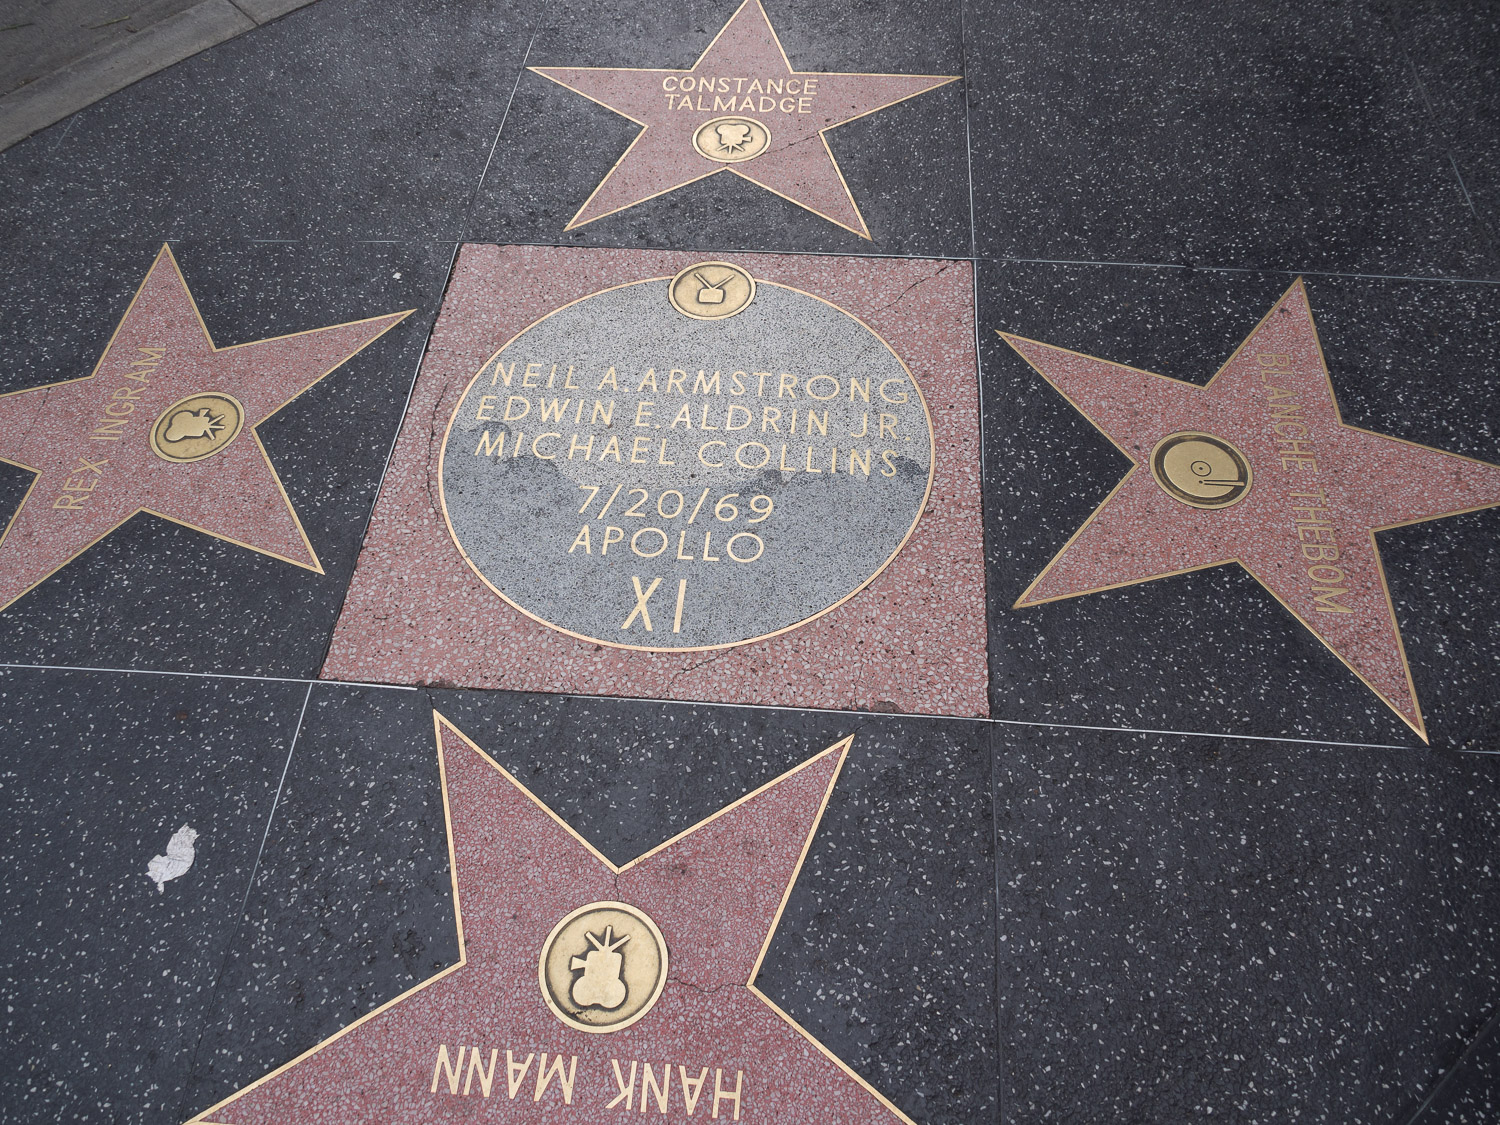 CONSTANCE
TALMADGE
REX INGRAM
NEIL A. ARMSTRONG
EDWIN E. ALDRIN JR.
MICHAEL COLLINS
7/20/69
APOLLO
XI
BLANCHE THEBOM
HANK MANN